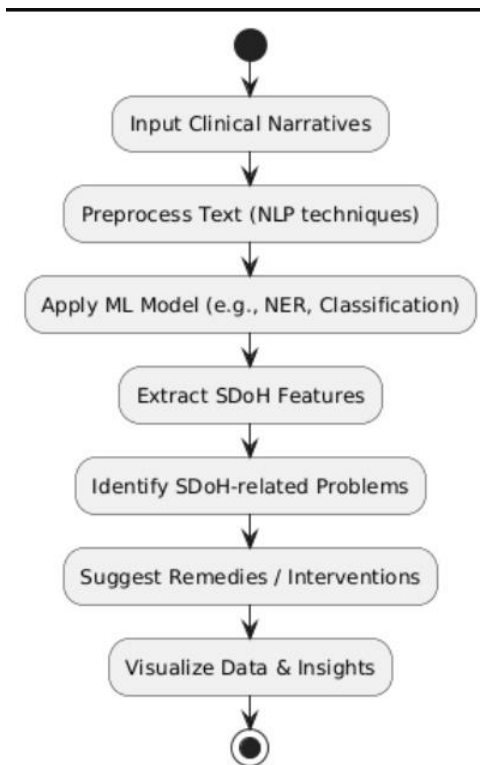 Input Clinical Narratives
Preprocess Text (NLP techniques)
Apply ML Model (e.g., NER, Classification)
Extract SDoH Features
Identify SDoH-related Problems
Suggest Remedies / Interventions
Visualize Data & Insights